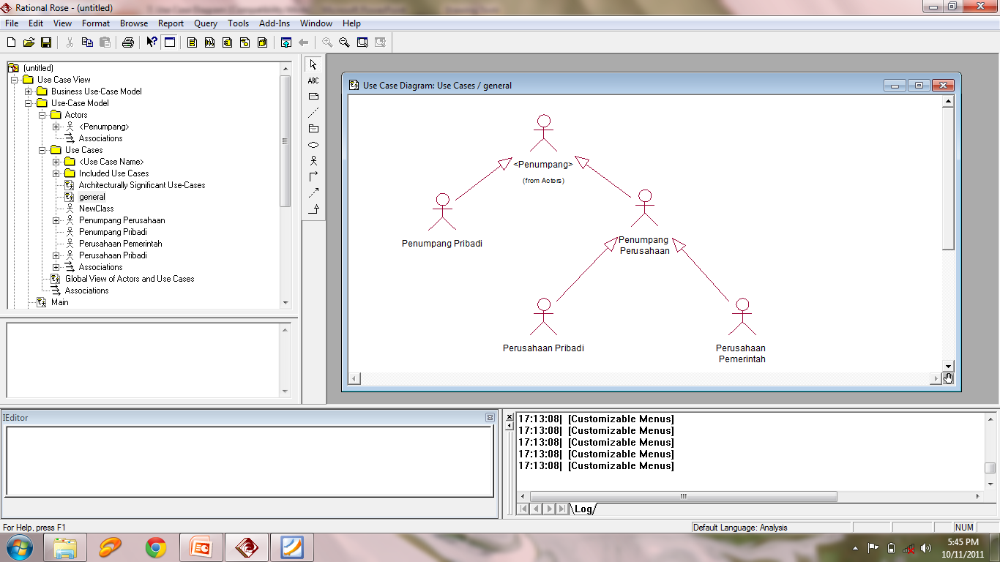 Rational Rose - (untitled)
File Edit View Format Browse Report Query Tools Add-Ins Window Help
(untitled)
Use Case View
Business Use-Case Model
Use-Case Model
Actors
<Penumpang>
Associations
Use Cases
<Use Case Name>
Included Use Cases
Architecturally Significant Use-Cases
general
NewClass
Penumpang Perusahaan
Penumpang Pribadi
Perusahaan Pemerintah
Perusahaan Pribadi
Associations
Global View of Actors and Use Cases
Associations
Main
ABC
Use Case Diagram: Use Cases / general
<Penumpang>
(from Actors)
Penumpang Pribadi
Penumpang
Perusahaan
Perusahaan Pribadi
Perusahaan
Pemerintah
IEditor
17:13:08| [Customizable Menus]
17:13:08| [Customizable Menus]
17:13:08| [Customizable Menus]
17:13:08| [Customizable Menus]
17:13:08| [Customizable Menus]
Log
For Help, press F1
Default Language: Analysis
NUM
5:45 PM
10/11/2011